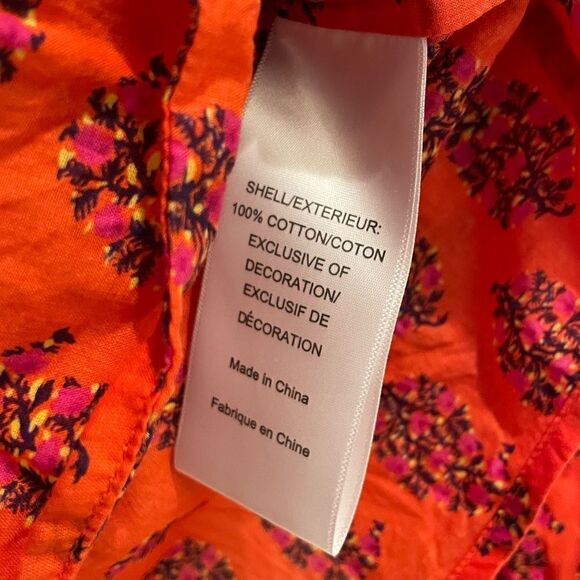 SHELL/EXTERIEUR:
100% COTTON/COTON
EXCLUSIVE OF
DECORATION/
EXCLUSIF DE
DÉCORATION
Made in China
Fabrique en Chine